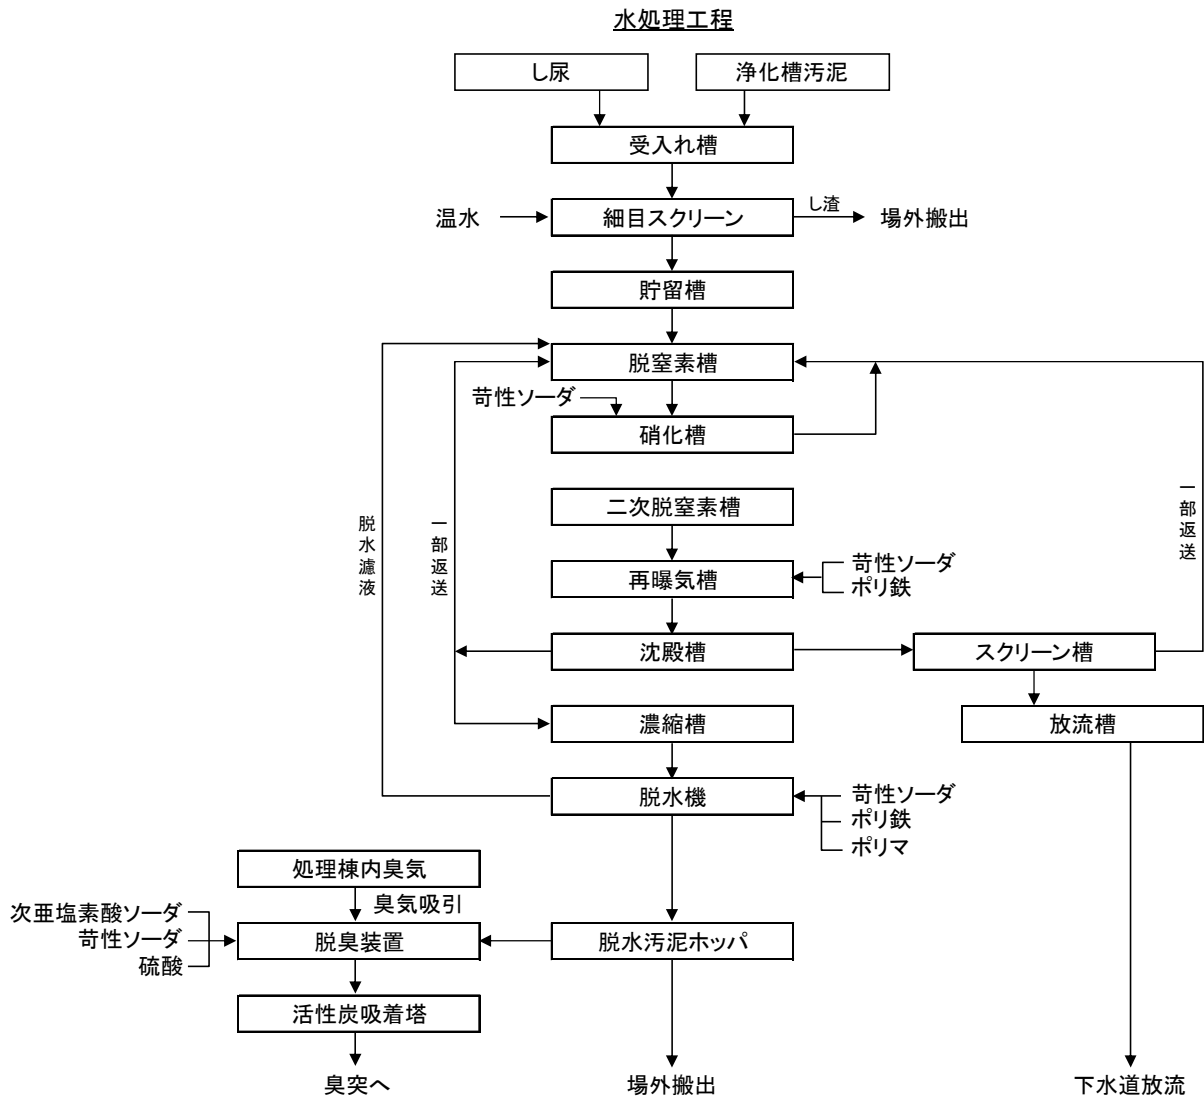 水処理工程
し尿
浄化槽汚泥
受入れ槽
温水
細目スクリーン
し渣
場外搬出
貯留槽
脱窒素槽
苛性ソーダ
硝化槽
二次脱窒素槽
脱水濾液
一部返送
一部返送
再曝気槽
苛性ソーダ
ポリ鉄
沈殿槽
スクリーン槽
濃縮槽
放流槽
脱水機
苛性ソーダ
ポリ鉄
ポリマ
処理棟内臭気
臭気吸引
次亜塩素酸ソーダ
苛性ソーダ
硫酸
脱臭装置
脱水汚泥ホッパ
活性炭吸着塔
臭突へ
場外搬出
下水道放流